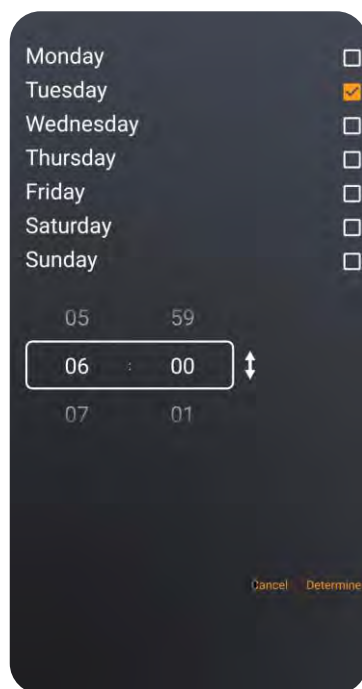 Monday
Tuesday
Wednesday
Thursday
Friday
Saturday
Sunday
05 59
06 : 00
07 01
Cancel Determine